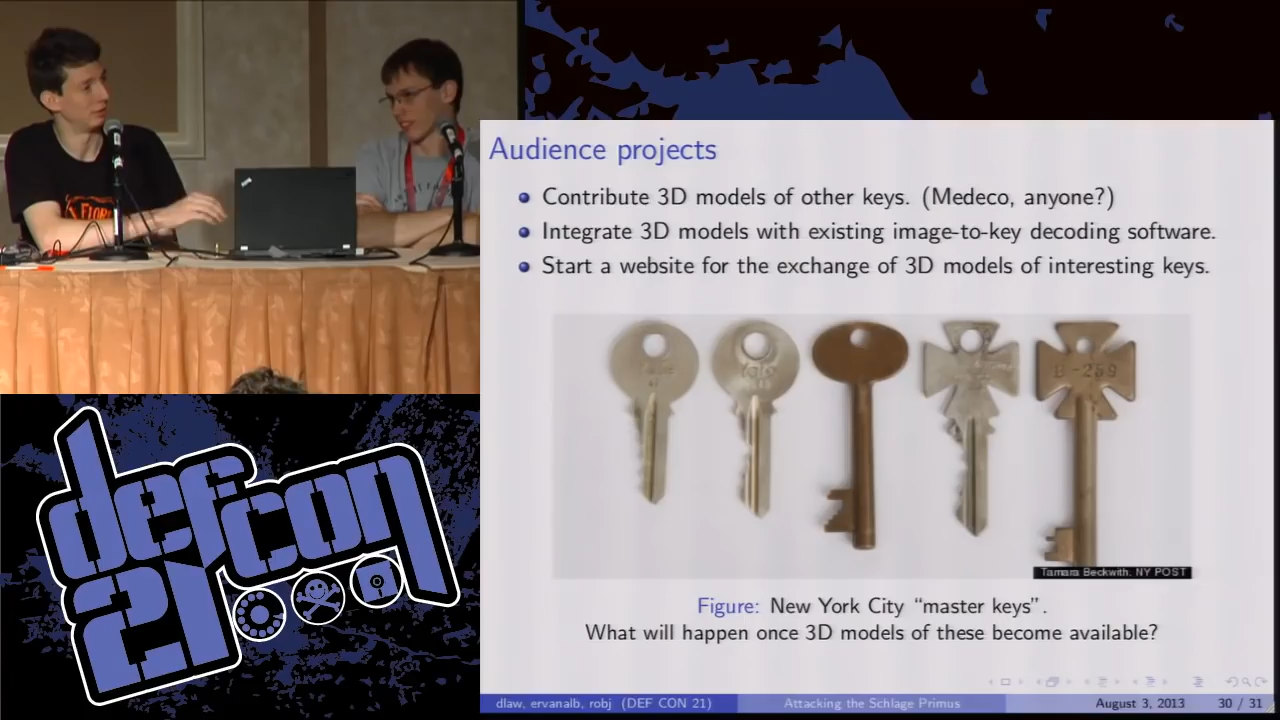 Audience projects
Contribute 3D models of other keys. (Medeco, anyone?)
Integrate 3D models with existing image-to-key decoding software.
Start a website for the exchange of 3D models of interesting keys.
Yale
B-259
Tamara Beckwith. NY POST
Figure: New York City “master keys”.
What will happen once 3D models of these become available?
defcon
21
dlaw, ervanalb, robj (DEF CON 21)
Attacking the Schlage Primus
August 3, 2013
30 / 31